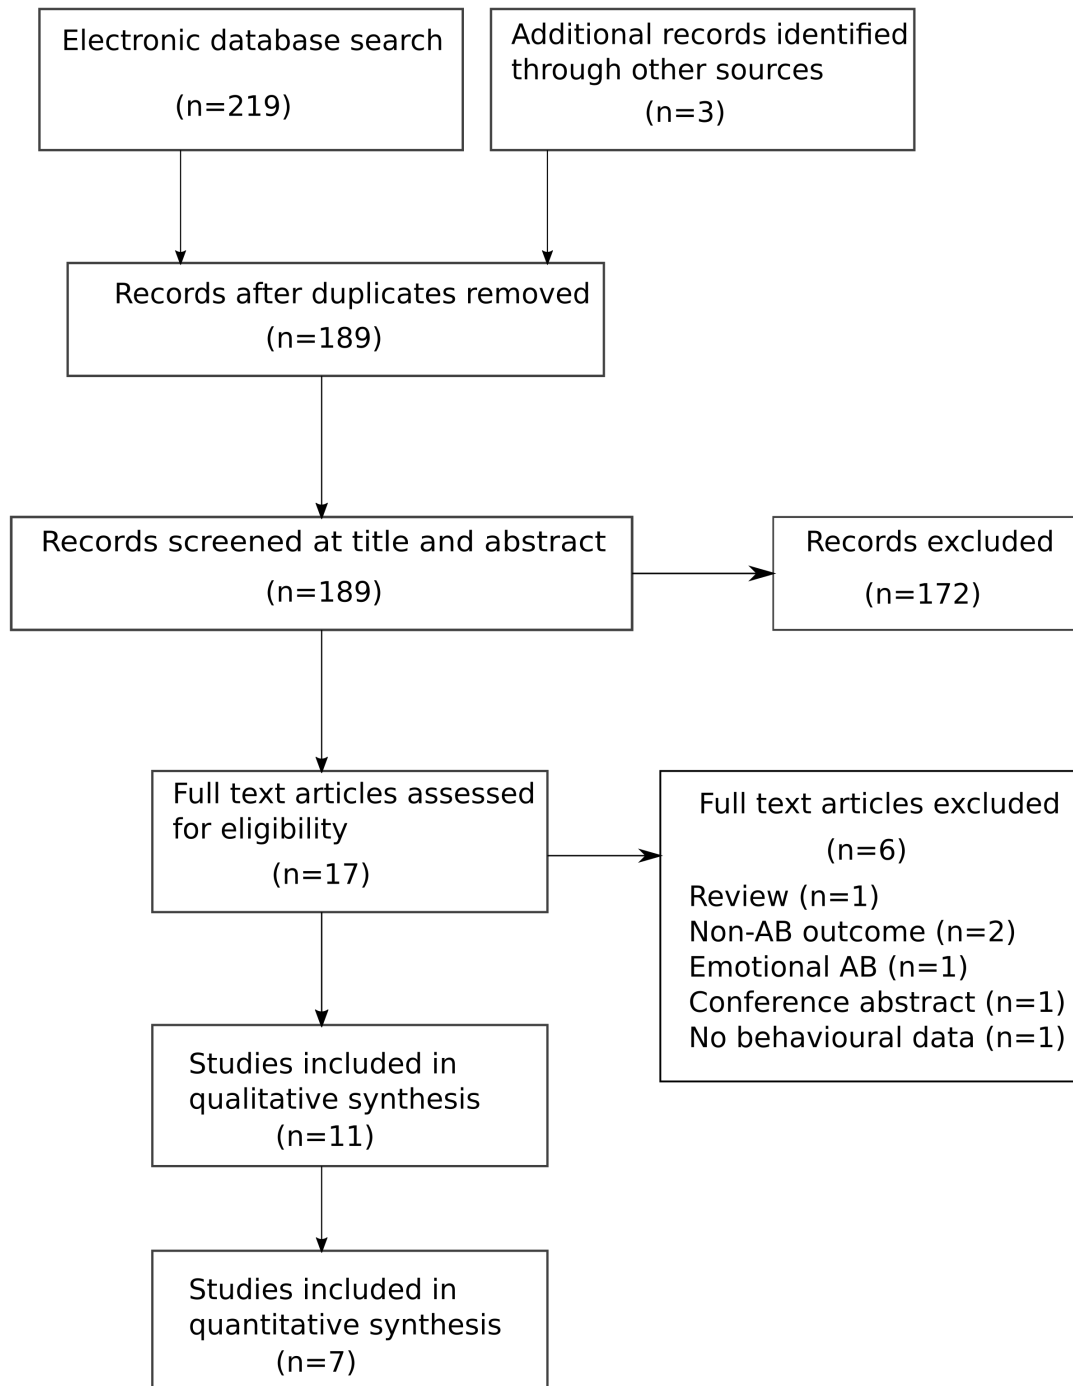 Electronic database search
(n=219)
Additional records identified
through other sources
(n=3)
Records after duplicates removed
(n=189)
Records screened at title and abstract
(n=189)
Records excluded
(n=172)
Full text articles assessed
for eligibility
(n=17)
Full text articles excluded
(n=6)
Review (n=1)
Non-AB outcome (n=2)
Emotional AB (n=1)
Conference abstract (n=1)
No behavioural data (n=1)
Studies included in
qualitative synthesis
(n=11)
Studies included in
quantitative synthesis
(n=7)